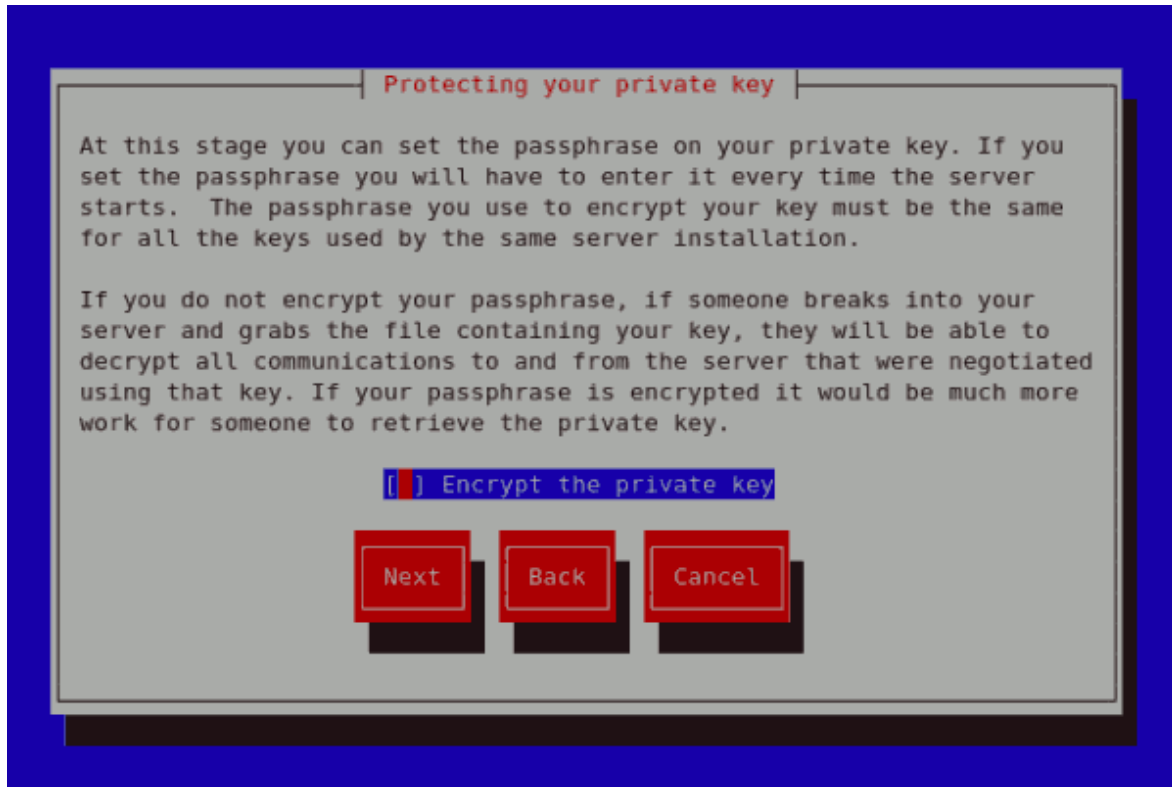 Protecting your private key
At this stage you can set the passphrase on your private key. If you
set the passphrase you will have to enter it every time the server
starts.  The passphrase you use to encrypt your key must be the same
for all the keys used by the same server installation.
If you do not encrypt your passphrase, if someone breaks into your
server and grabs the file containing your key, they will be able to
decrypt all communications to and from the server that were negotiated
using that key. If your passphrase is encrypted it would be much more
work for someone to retrieve the private key.
[ ] Encrypt the private key
Next Back Cancel